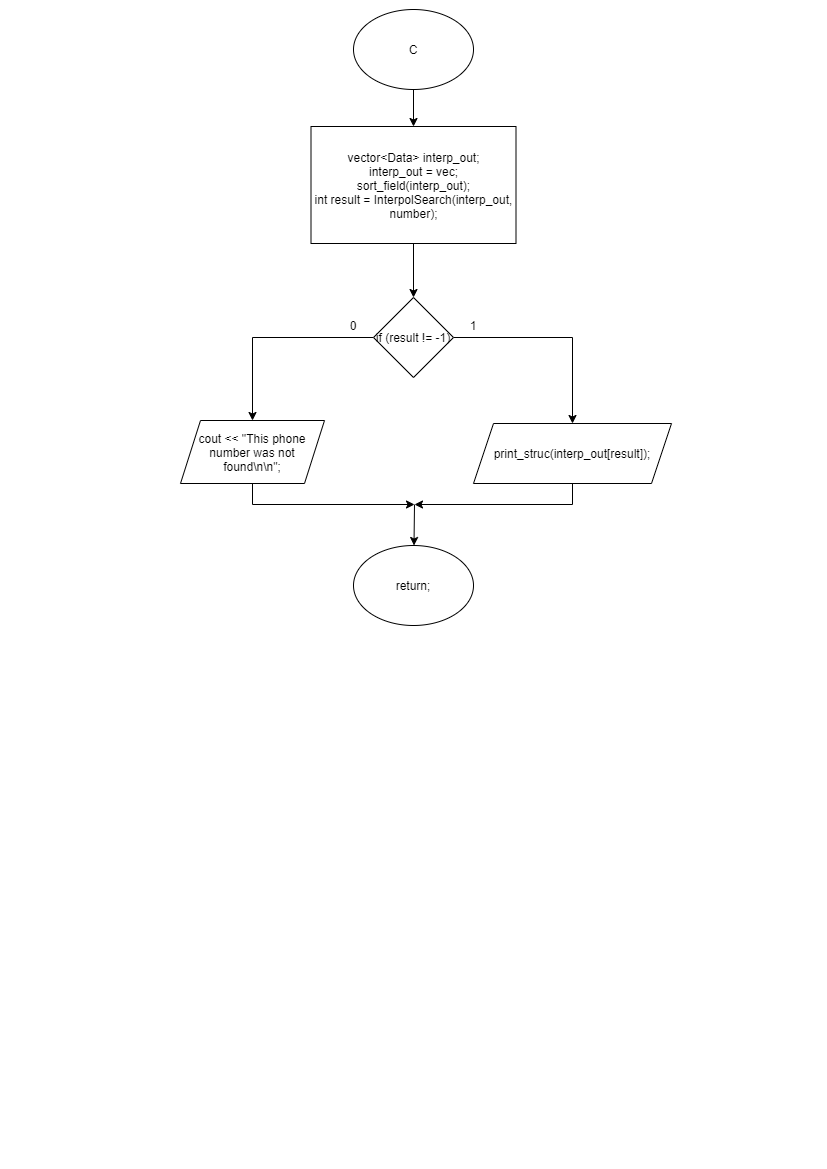 C
vector<Data> interp_out;
interp_out = vec;
sort_field(interp_out);
int result = InterpolSearch(interp_out,
number);
0
1
if (result != -1)
cout << "This phone
number was not
found\n\n";
print_struc(interp_out[result]);
return;